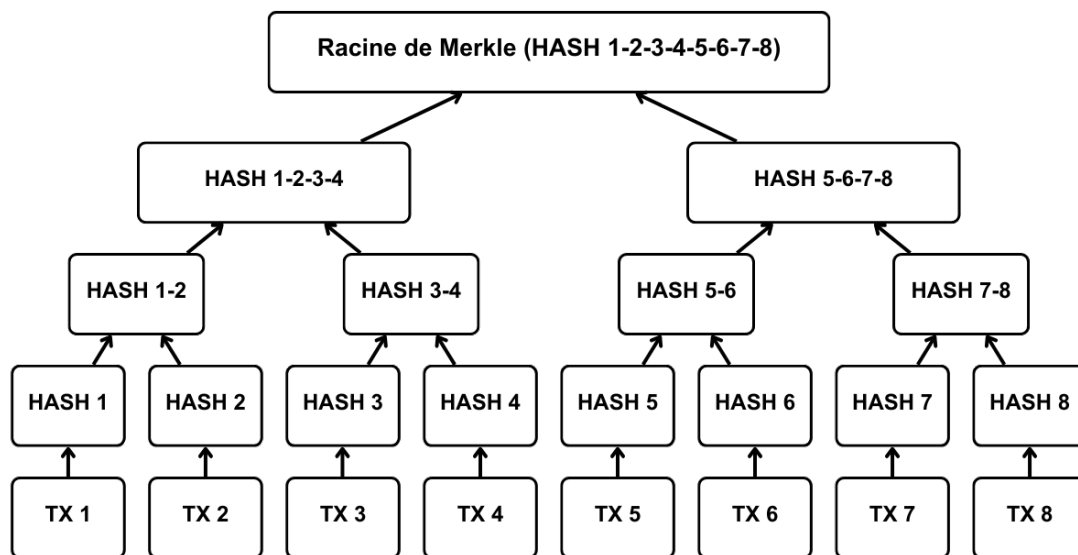 Racine de Merkle (HASH 1-2-3-4-5-6-7-8)
HASH 1-2-3-4
HASH 5-6-7-8
HASH 1-2
HASH 3-4
HASH 5-6
HASH 7-8
HASH 1
HASH 2
HASH 3
HASH 4
HASH 5
HASH 6
HASH 7
HASH 8
TX 1
TX 2
TX 3
TX 4
TX 5
TX 6
TX 7
TX 8